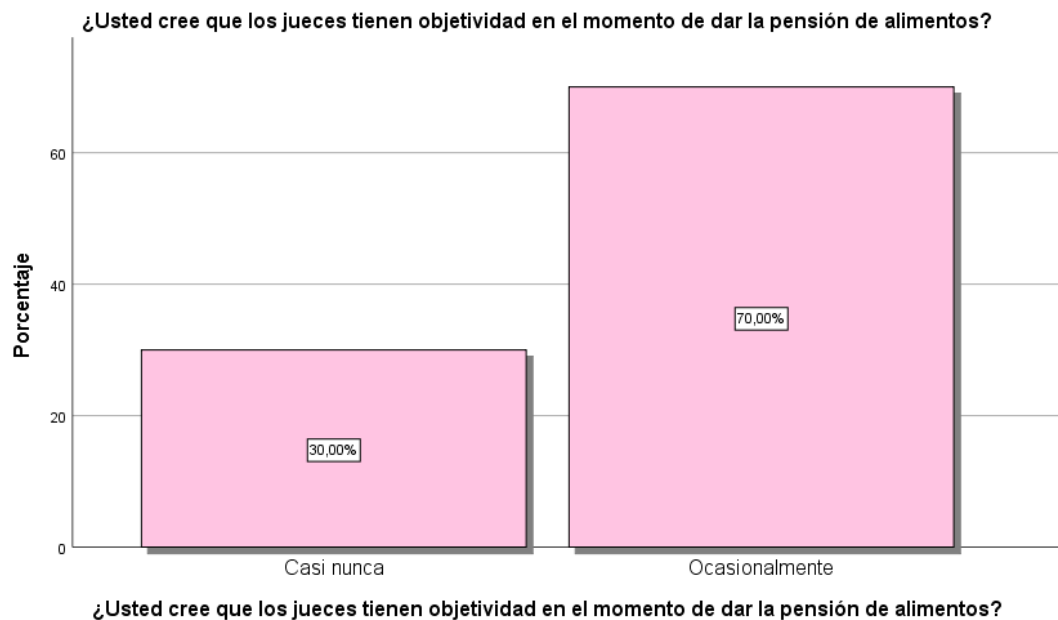 ¿Usted cree que los jueces tienen objetividad en el momento de dar la pensión de alimentos?
Porcentaje
60
40
20
0
70,00%
30,00%
Casi nunca
Ocasionalmente
¿Usted cree que los jueces tienen objetividad en el momento de dar la pensión de alimentos?